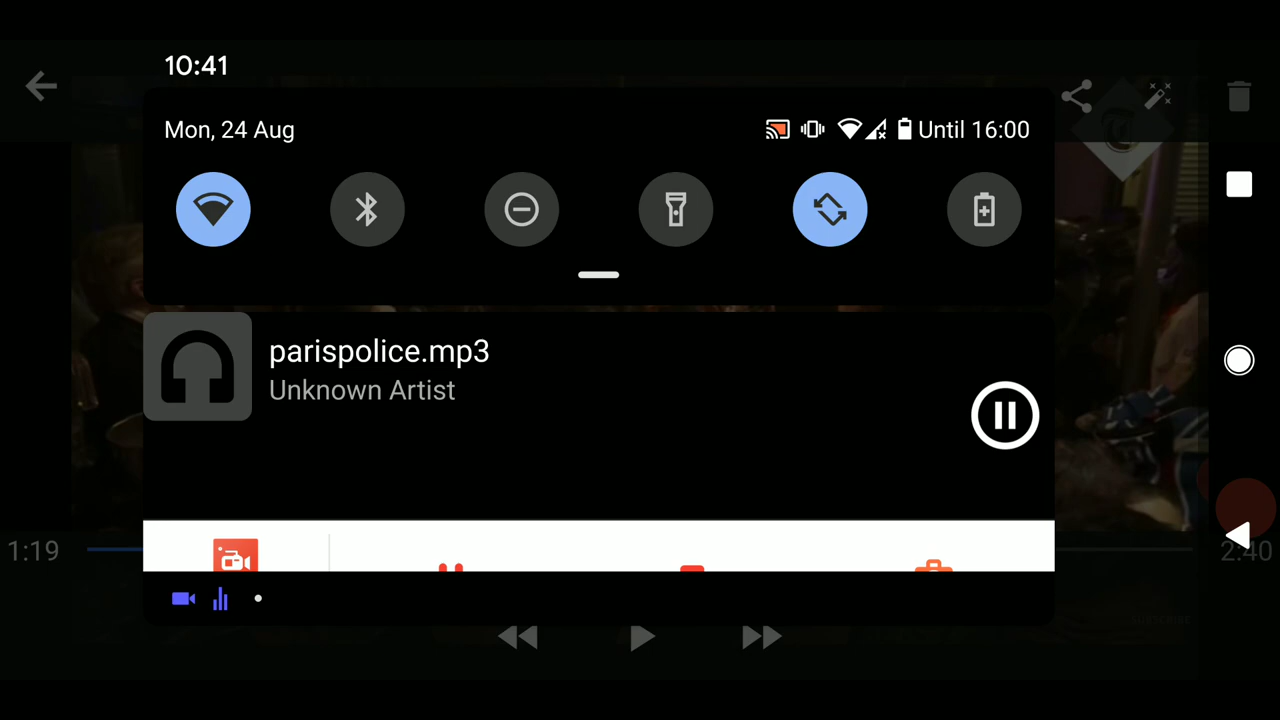 10:41
Mon, 24 Aug
Until 16:00
parispolice.mp3
Unknown Artist
1:19
2:40